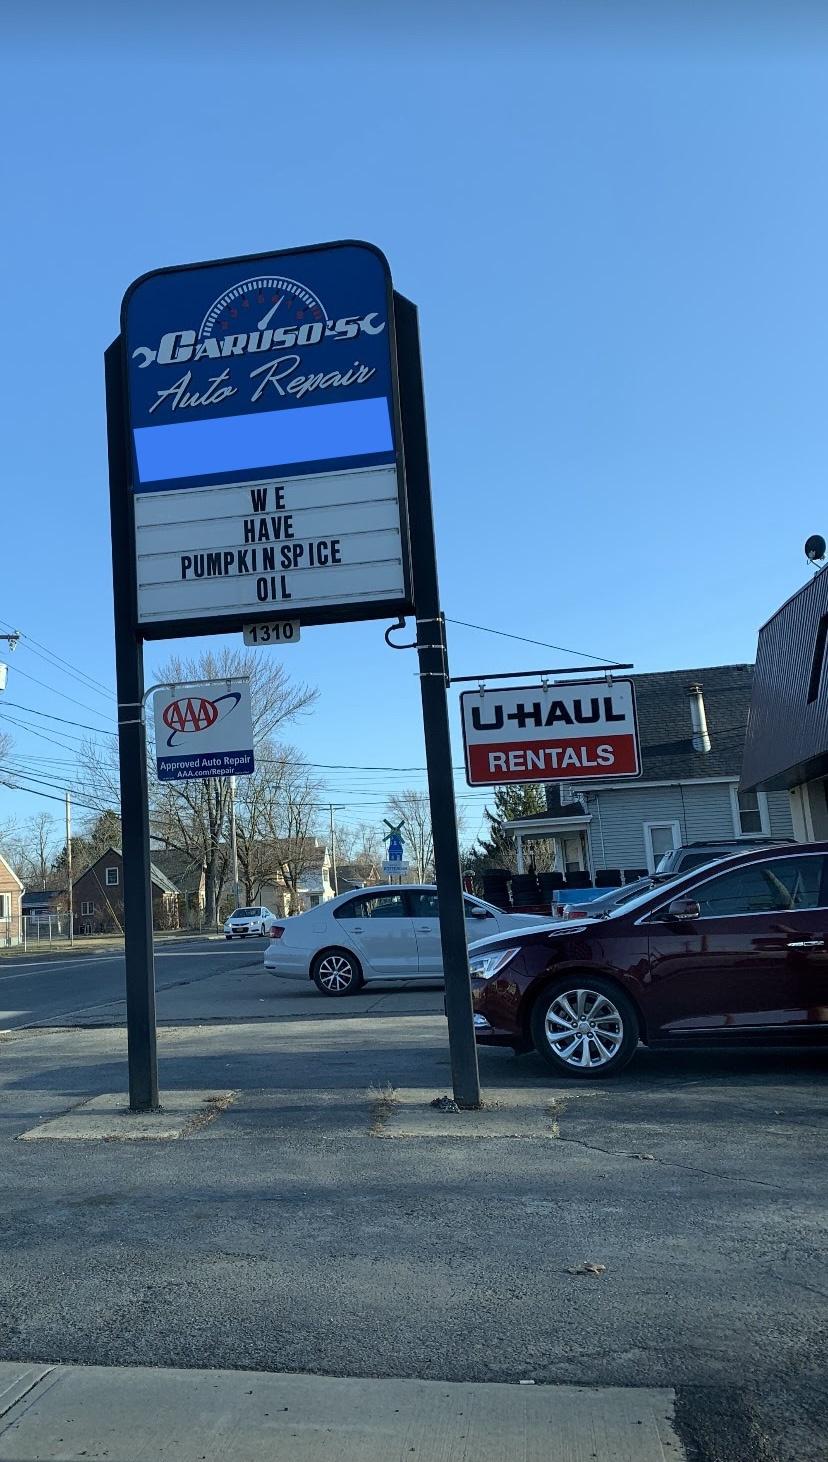 CARUSO'S
Auto Repair
WE
HAVE
PUMPKIN SPICE
OIL
1310
AAA
Approved Auto Repair
AAA.com/Repair
U-HAUL
RENTALS